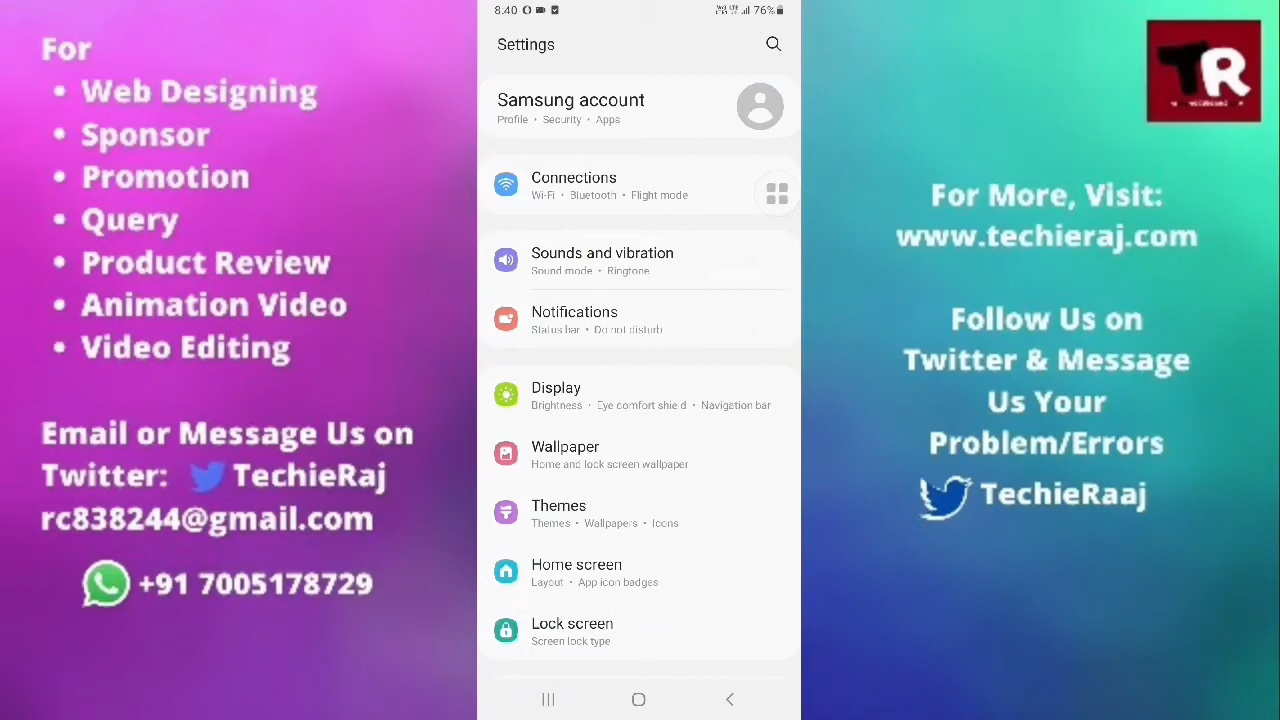 For
• Web Designing
• Sponsor
• Promotion
• Query
• Product Review
• Animation Video
• Video Editing
Email or Message Us on
Twitter: TechieRaj
rc838244@gmail.com
+91 7005178729
8:40
76%
Settings
Samsung account
Profile • Security • Apps
Connections
Wi-Fi • Bluetooth • Flight mode
Sounds and vibration
Sound mode • Ringtone
Notifications
Status bar • Do not disturb
Display
Brightness • Eye comfort shield • Navigation bar
Wallpaper
Home and lock screen wallpaper
Themes
Themes • Wallpapers • Icons
Home screen
Layout • App icon badges
Lock screen
Screen lock type
TR
For More, Visit:
www.techieraj.com
Follow Us on
Twitter & Message
Us Your
Problem/Errors
TechieRaaj